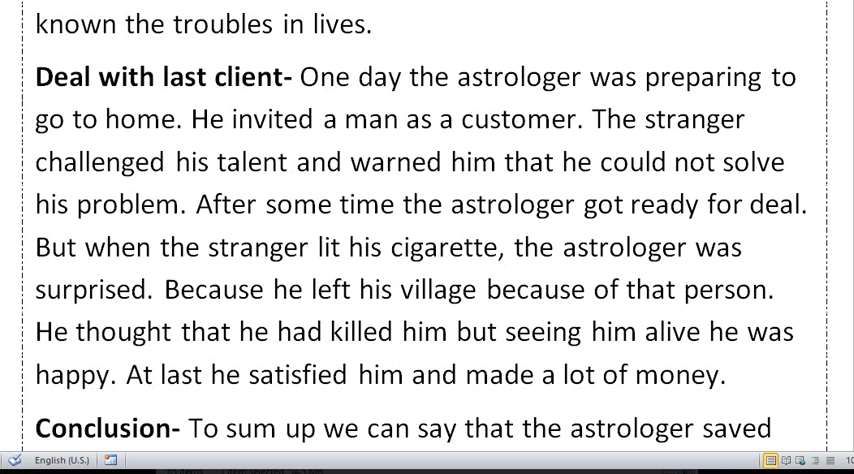 known the troubles in lives.
Deal with last client- One day the astrologer was preparing to
go to home. He invited a man as a customer. The stranger
challenged his talent and warned him that he could not solve
his problem. After some time the astrologer got ready for deal.
But when the stranger lit his cigarette, the astrologer was
surprised. Because he left his village because of that person.
He thought that he had killed him but seeing him alive he was
happy. At last he satisfied him and made a lot of money.
Conclusion- To sum up we can say that the astrologer saved
English (U.S.) 10